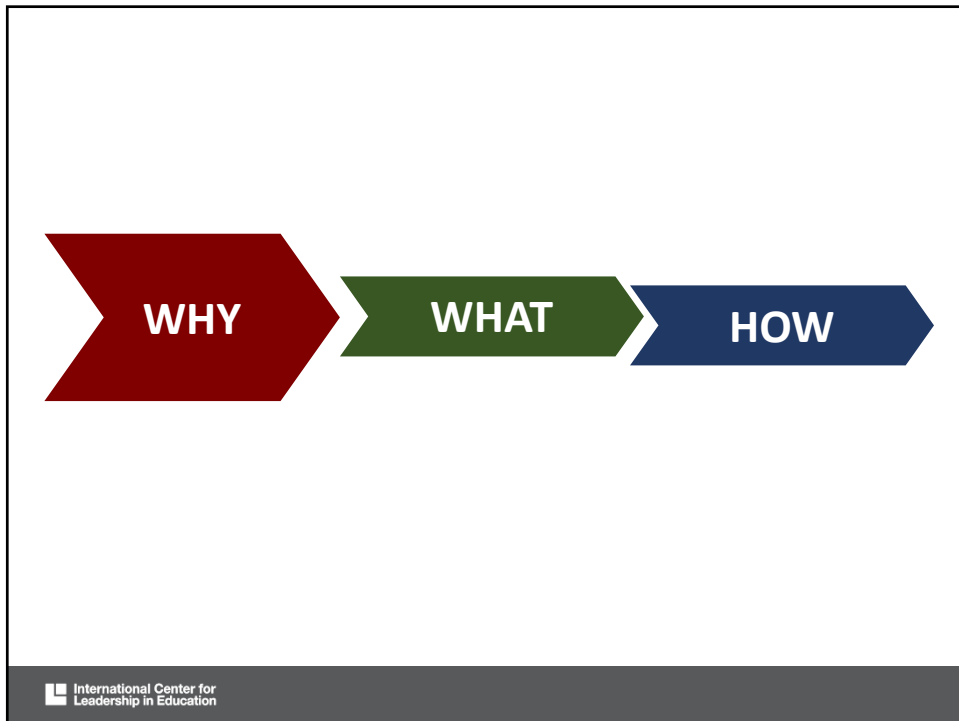 WHY
WHAT
HOW
International Center for
Leadership in Education